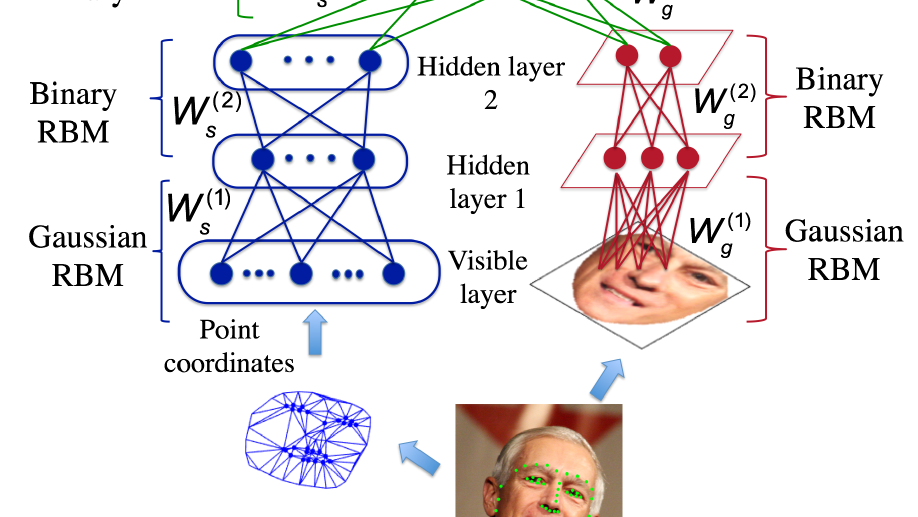 s
g
Binary
RBM
W_s^(2)
Hidden layer
2
W_g^(2)
Binary
RBM
Hidden
layer 1
W_s^(1)
Gaussian
RBM
Visible
layer
W_g^(1)
Gaussian
RBM
Point
coordinates